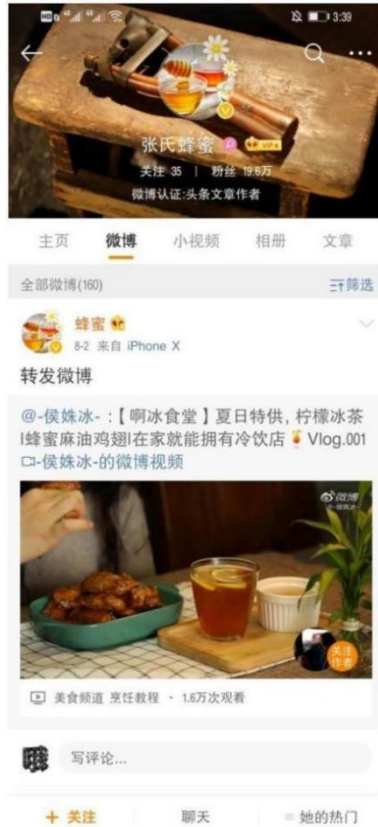 3:39
张氏蜂蜜
关注 35 | 粉丝 19.6万
微博认证:头条文章作者
主页 微博 小视频 相册 文章
全部微博(160) 筛选
蜂蜜
8-2 来自 iPhone X
转发微博
@-侯姝冰- :【啊冰食堂】夏日特供，柠檬冰茶
|蜂蜜麻油鸡翅|在家就能拥有冷饮店🍹Vlog.001
-侯姝冰-的微博视频
微博
@-侯姝冰-
关注
作者
美食频道 烹饪教程 · 1.6万次观看
写评论...
+ 关注 聊天 她的热门